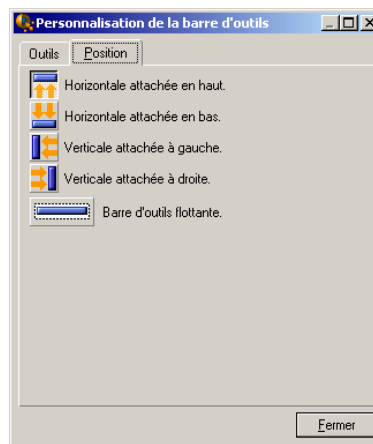 Personnalisation de la barre d'outils
Outils Position
Horizontale attachée en haut.
Horizontale attachée en bas.
Verticale attachée à gauche.
Verticale attachée à droite.
Barre d'outils flottante.
Fermer